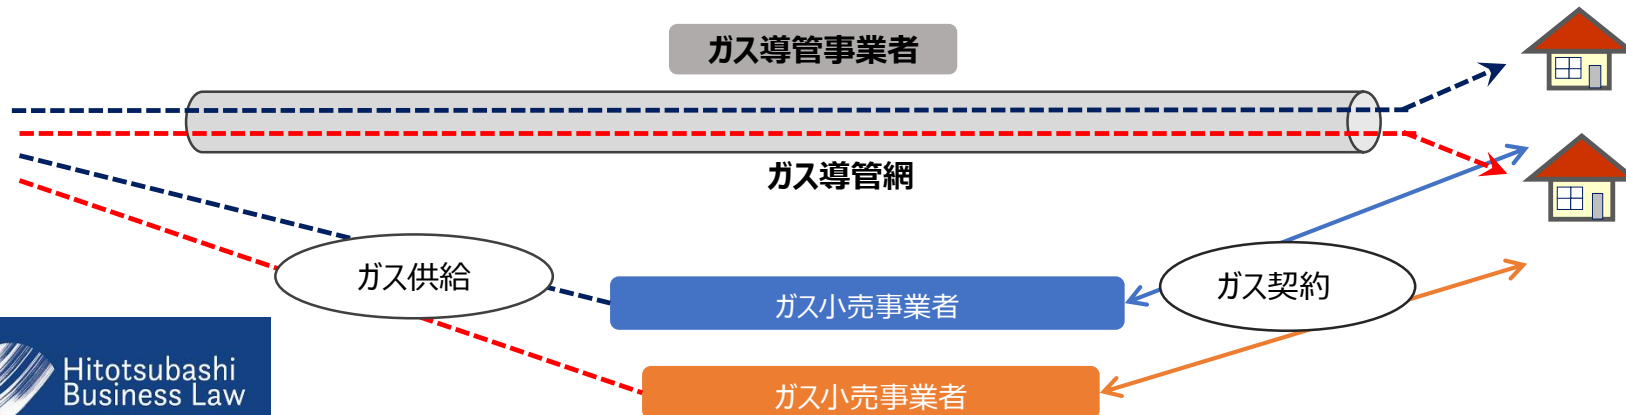 ガス導管事業者
ガス導管網
ガス供給
ガス契約
ガス小売事業者
ガス小売事業者
Hitotsubashi
Business Law